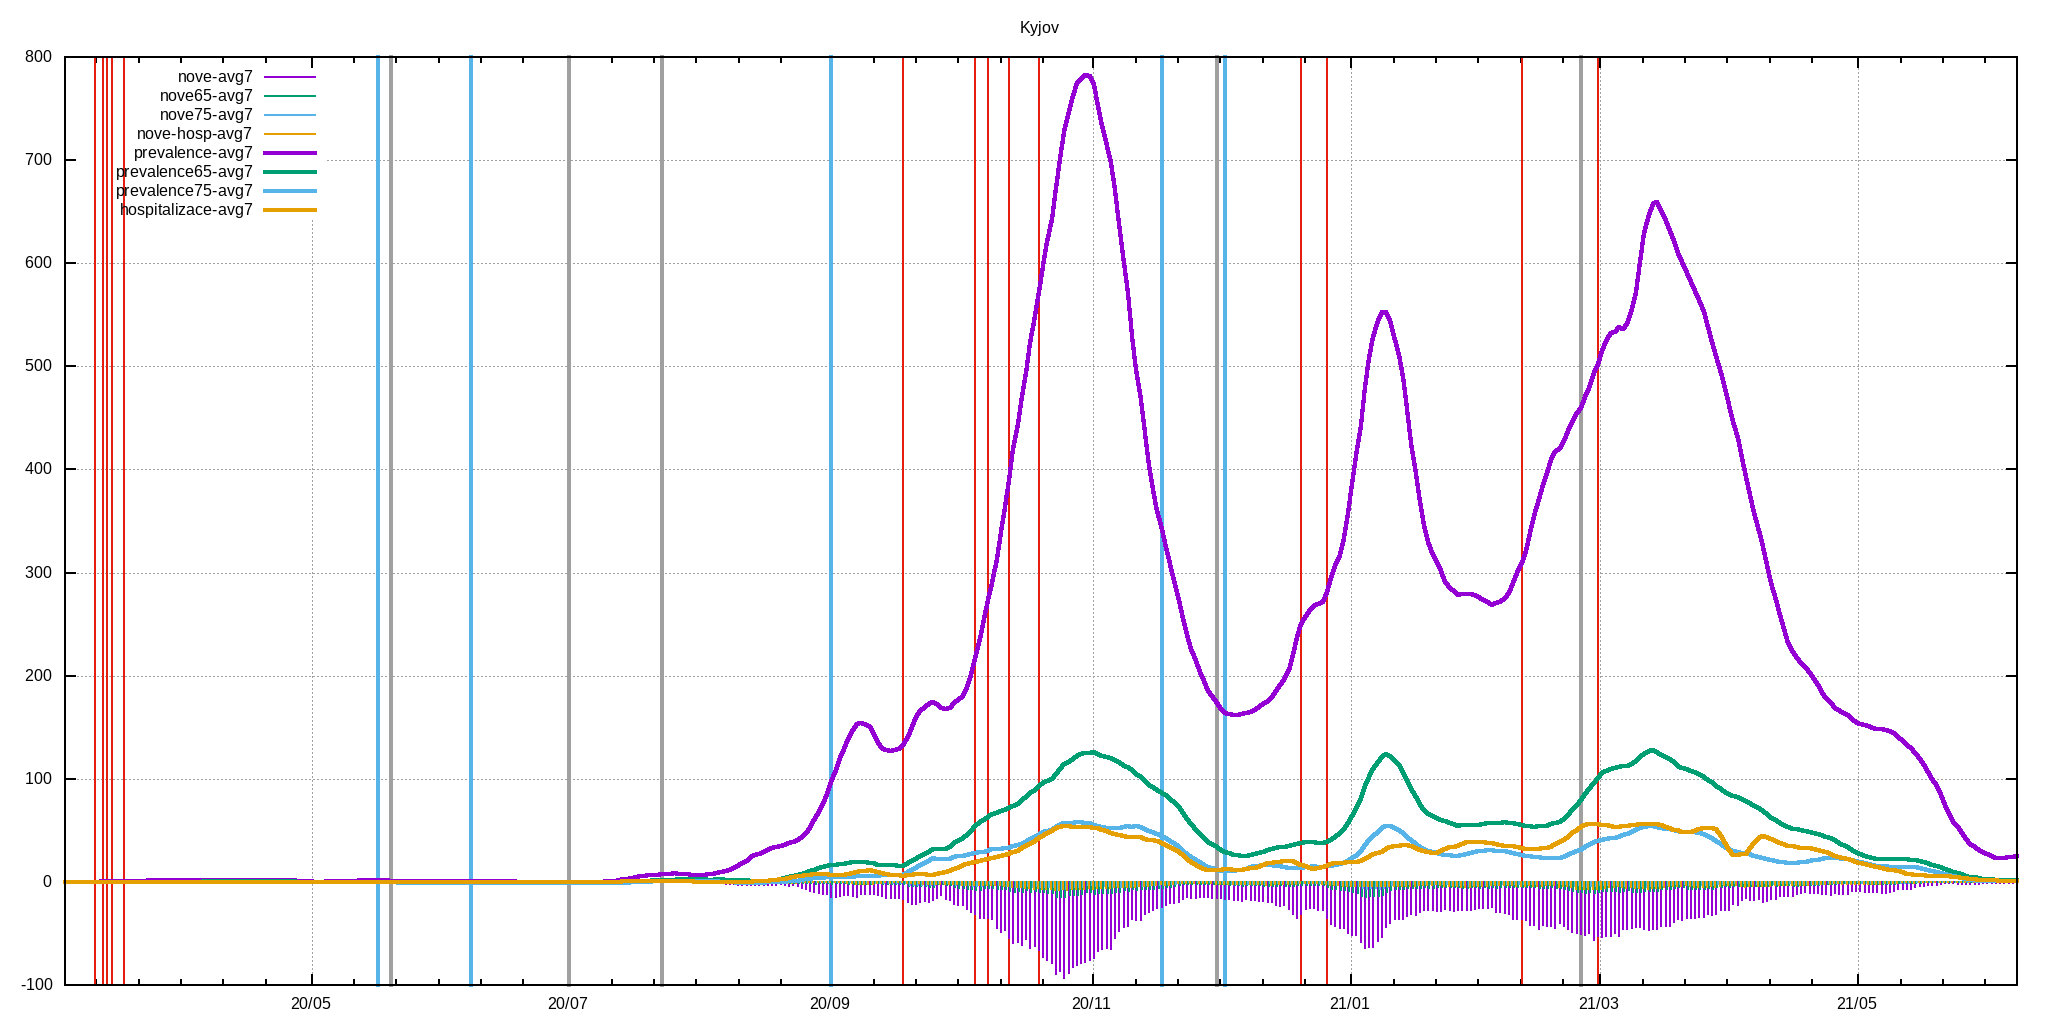 Kyjov
800
700
600
500
400
300
200
100
0
-100
nove-avg7
nove65-avg7
nove75-avg7
nove-hosp-avg7
prevalence-avg7
prevalence65-avg7
prevalence75-avg7
hospitalizace-avg7
20/05 20/07 20/09 20/11 21/01 21/03 21/05